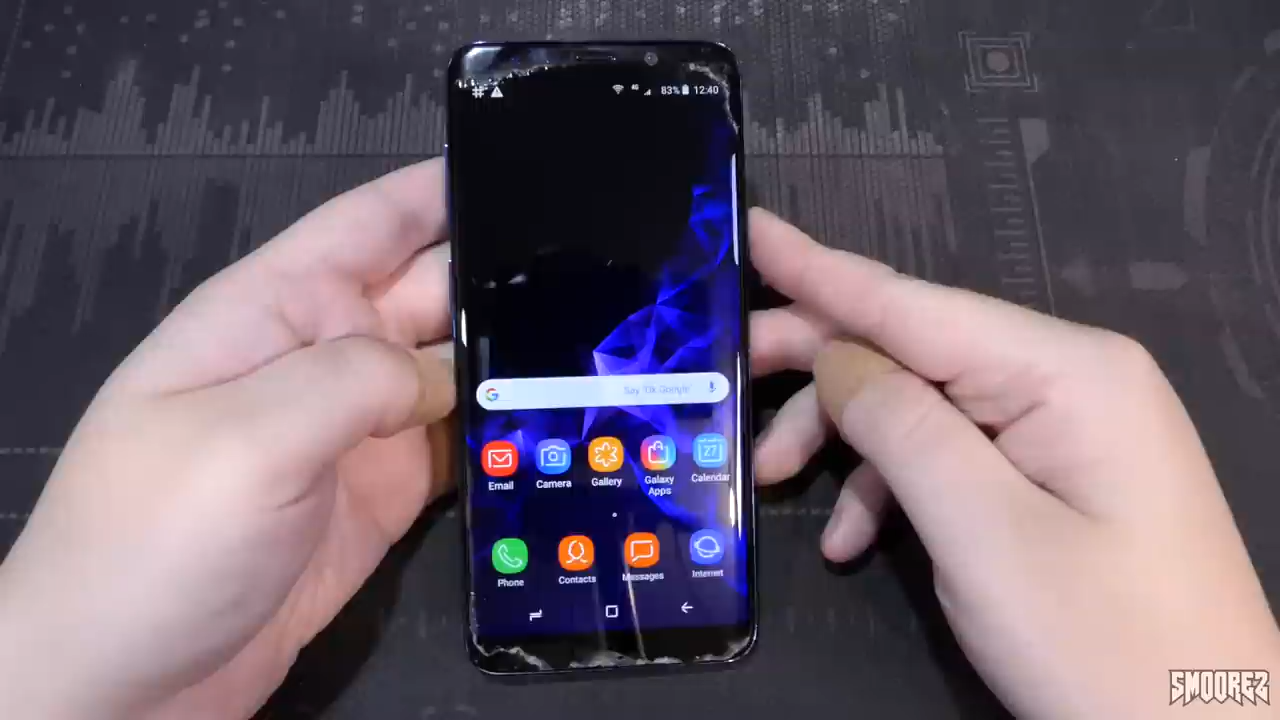 83% 12:40
Say "Ok Google"
27
Email Camera Gallery Galaxy Apps Calendar
Phone Contacts Messages Internet
SMOOREZ